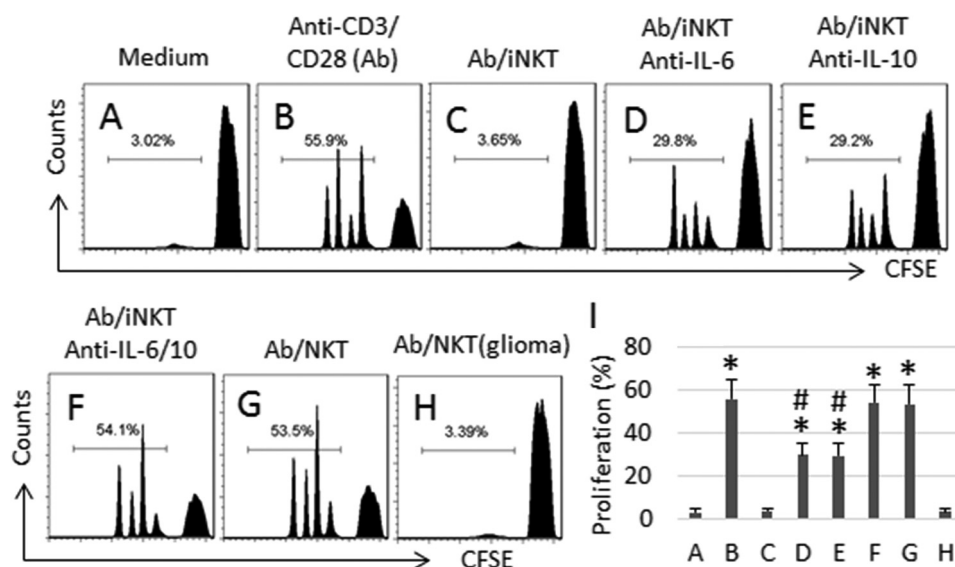 Medium
Anti-CD3/
CD28 (Ab)
Ab/iNKT
Ab/iNKT
Anti-IL-6
Ab/iNKT
Anti-IL-10
Counts
A
3.02%
B
55.9%
C
3.65%
D
29.8%
E
29.2%
CFSE
Ab/iNKT
Anti-IL-6/10
Ab/NKT
Ab/NKT(glioma)
Counts
F
54.1%
G
53.5%
H
3.39%
CFSE
I
Proliferation (%)
80
60
40
20
0
*
#
*
#
*
*
*
A B C D E F G H